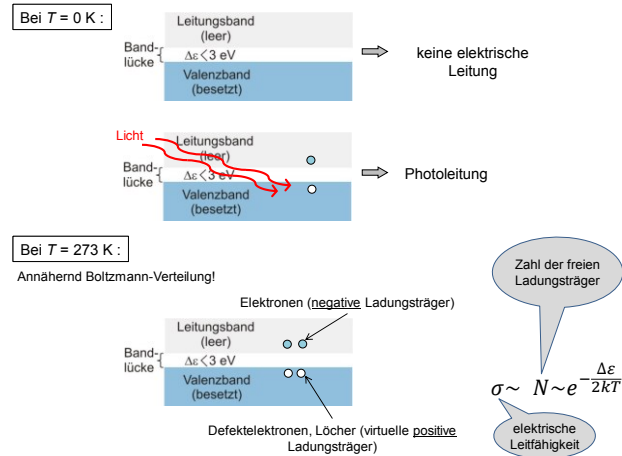 Bei T = 0 K :
Leitungsband
(leer)
Band-
lücke
Δε<3 eV
Valenzband
(besetzt)
keine elektrische
Leitung
Licht
Leitungsband
(leer)
Band-
lücke
Δε<3 eV
Valenzband
(besetzt)
Photoleitung
Bei T = 273 K :
Annähernd Boltzmann-Verteilung!
Zahl der freien
Ladungsträger
Elektronen (negative Ladungsträger)
Leitungsband
(leer)
Band-
lücke
Δε<3 eV
Valenzband
(besetzt)
σ~ N~e^{-Δε/2kT}
Defektelektronen, Löcher (virtuelle positive
Ladungsträger)
elektrische
Leitfähigkeit